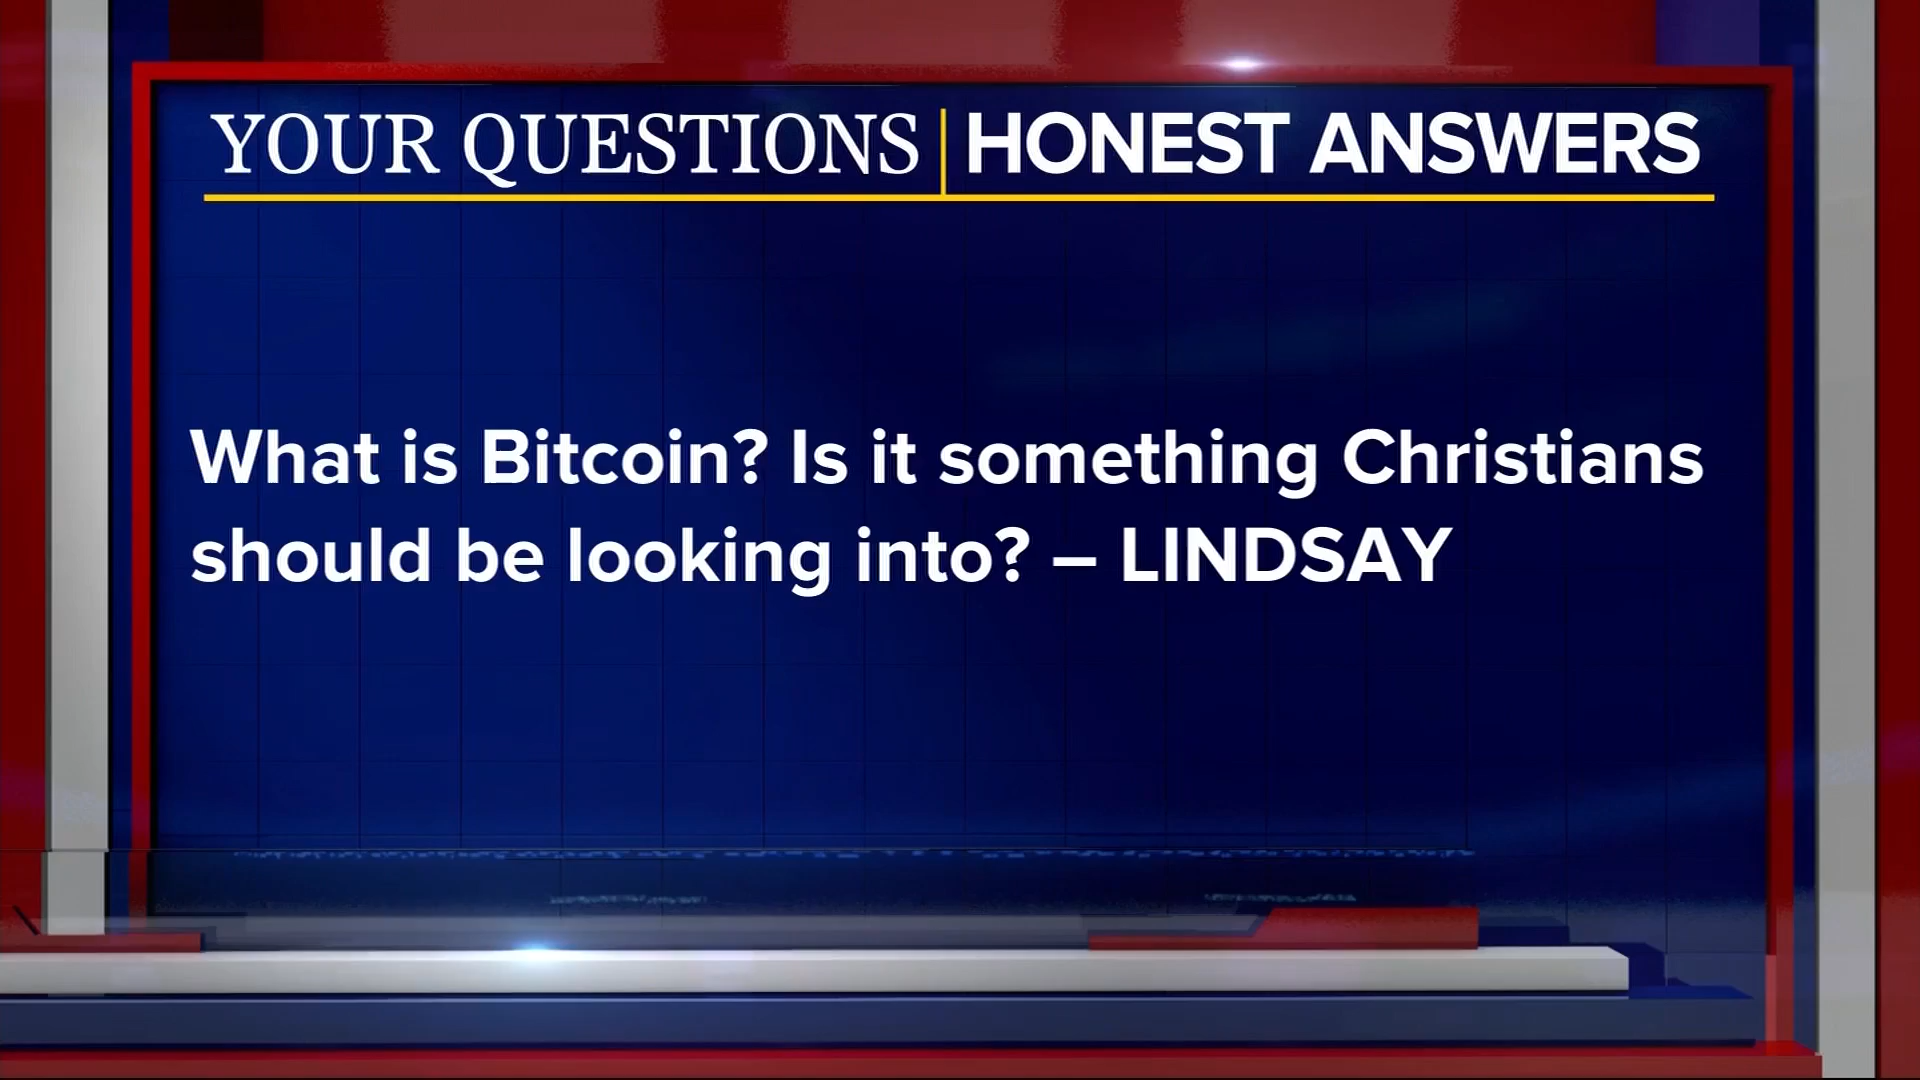 YOUR QUESTIONS | HONEST ANSWERS
What is Bitcoin? Is it something Christians
should be looking into? – LINDSAY